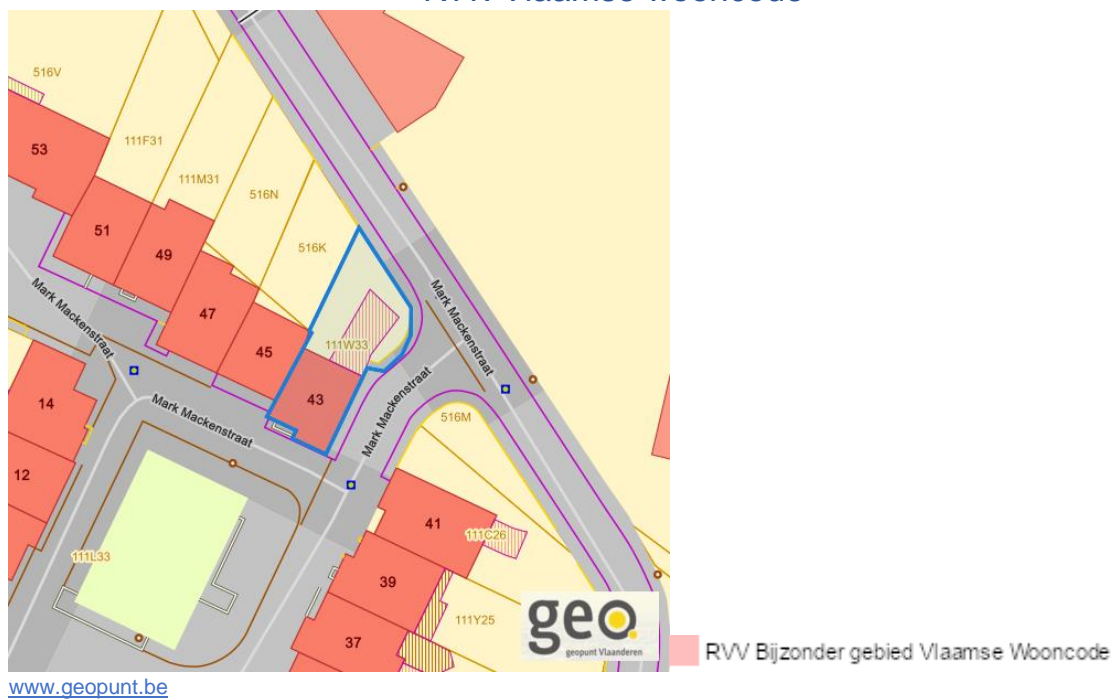 RVV Vlaamse wooncode
516V
53
111F31
111M31
516N
51
49
516K
47
Mark Mackenstraat
Mark Mackenstraat
111W33
45
43
Mark Mackenstraat
Mark Mackenstraat
14
516M
12
41
111C26
111L33
39
111Y25
37
geo
geopunt Vlaanderen
RVV Bijzonder gebied Vlaamse Wooncode
www.geopunt.be